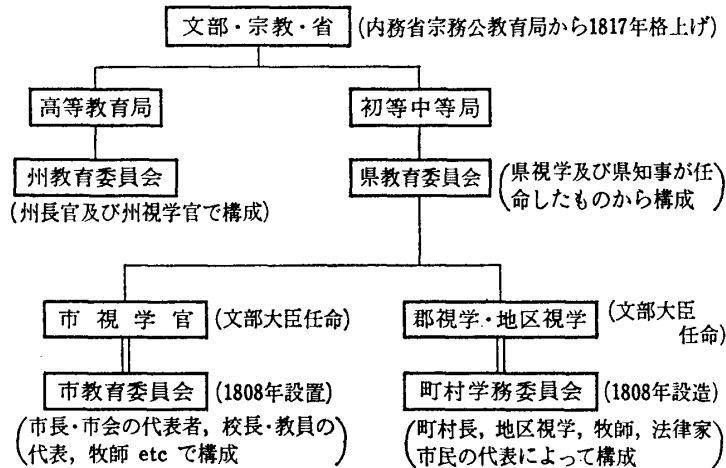 文部・宗教・省 (内務省宗務公教育局から1817年格上げ)
高等教育局
初等中等局
州教育委員会
(州長官及び州視学官で構成)
県教育委員会
(県視学及び県知事が任
命したものから構成)
市視学官 (文部大臣任命)
郡視学・地区視学 (文部大臣
任命)
市教育委員会 (1808年設置)
(市長・市会の代表者,校長・教員の
代表,牧師 etc で構成)
町村学務委員会 (1808年設造)
(町村長,地区視学,牧師,法律家
市民の代表によって構成)